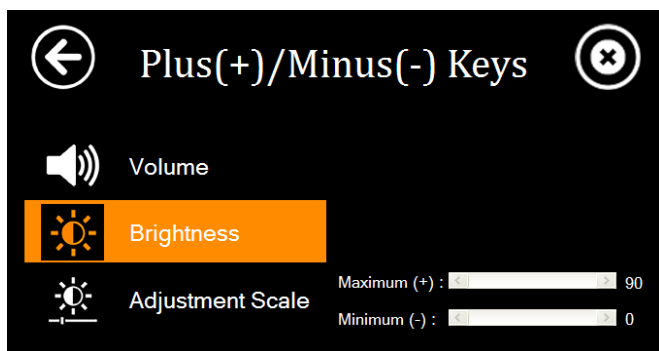 Plus(+)/Minus(-) Keys
Volume
Brightness
Adjustment Scale
Maximum (+) : 90
Minimum (-) : 0